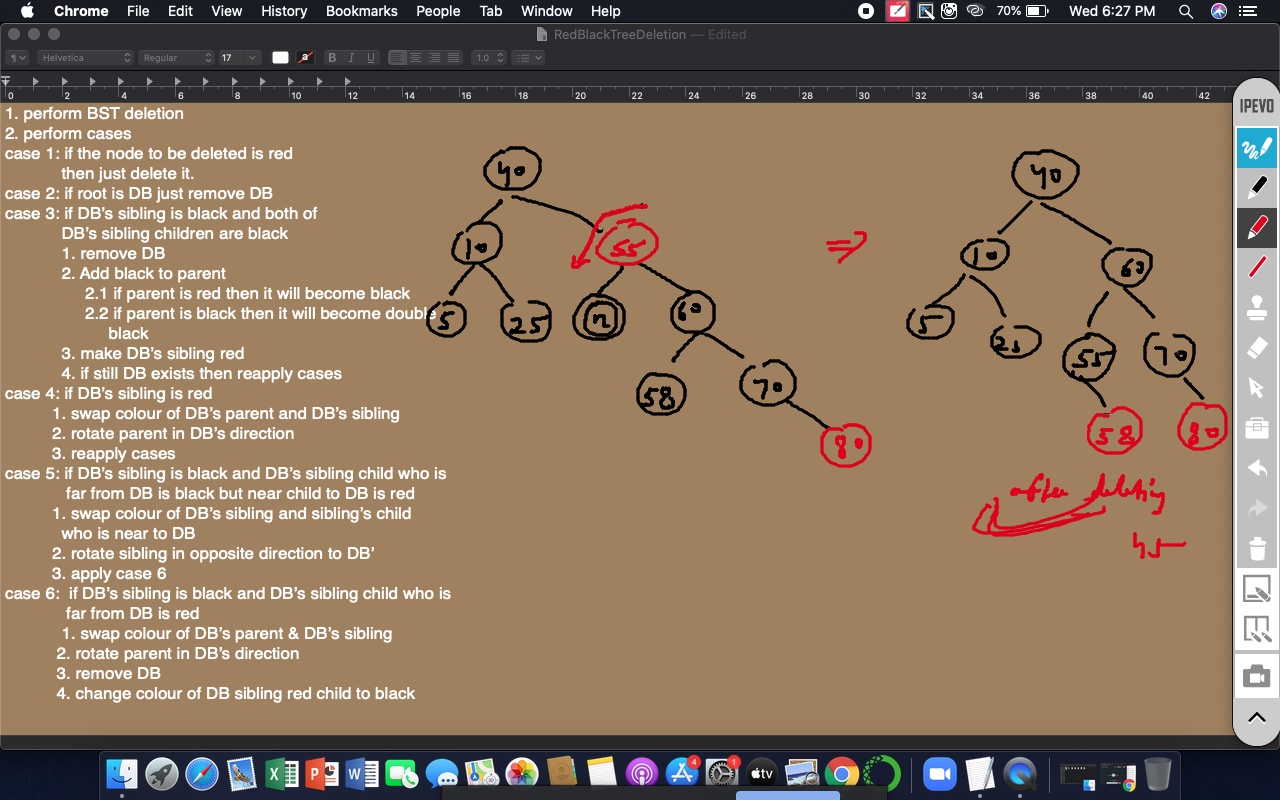 Chrome File Edit View History Bookmarks People Tab Window Help 70% Wed 6:27 PM
RedBlackTreeDeletion — Edited
Helvetica Regular 17 a B I U 1.0
0 2 4 6 8 10 12 14 16 18 20 22 24 26 28 30 32 34 36 38 40 42
IPEVO
1. perform BST deletion
2. perform cases
case 1: if the node to be deleted is red
then just delete it.
case 2: if root is DB just remove DB
case 3: if DB's sibling is black and both of
DB's sibling children are black
1. remove DB
2. Add black to parent
2.1 if parent is red then it will become black
2.2 if parent is black then it will become double
black
3. make DB's sibling red
4. if still DB exists then reapply cases
case 4: if DB's sibling is red
1. swap colour of DB's parent and DB's sibling
2. rotate parent in DB's direction
3. reapply cases
case 5: if DB's sibling is black and DB's sibling child who is
far from DB is black but near child to DB is red
1. swap colour of DB's sibling and sibling's child
who is near to DB
2. rotate sibling in opposite direction to DB'
3. apply case 6
case 6: if DB's sibling is black and DB's sibling child who is
far from DB is red
1. swap colour of DB's parent & DB's sibling
2. rotate parent in DB's direction
3. remove DB
4. change colour of DB sibling red child to black
40
10 55
5 25 n 60
58 70
80
⇒
40
10 60
5 25 55 70
58 80
after deleting
45
4 1
tv